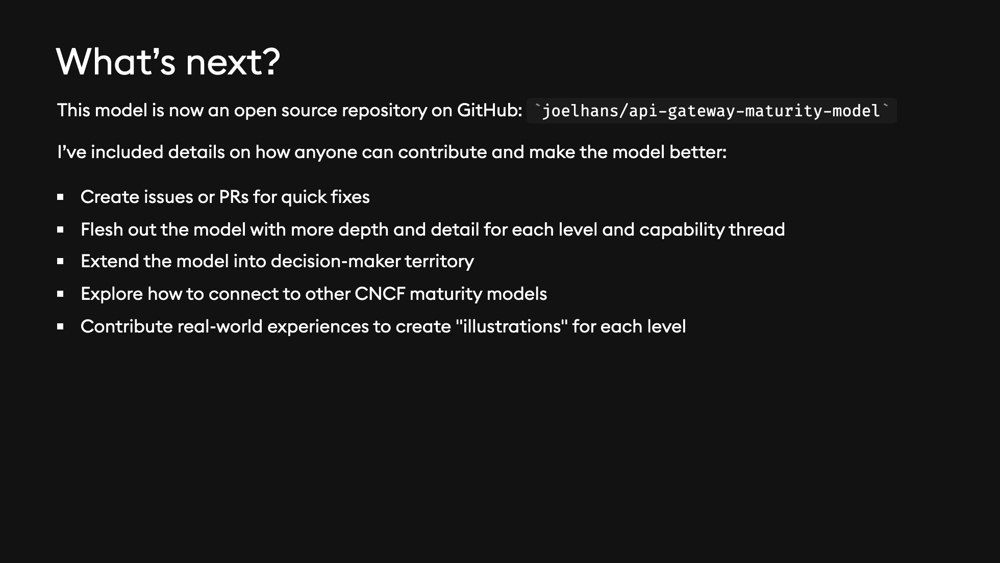 What’s next?
This model is now an open source repository on GitHub: `joelhans/api-gateway-maturity-model`
I’ve included details on how anyone can contribute and make the model better:
▪ Create issues or PRs for quick fixes
▪ Flesh out the model with more depth and detail for each level and capability thread
▪ Extend the model into decision-maker territory
▪ Explore how to connect to other CNCF maturity models
▪ Contribute real-world experiences to create "illustrations" for each level